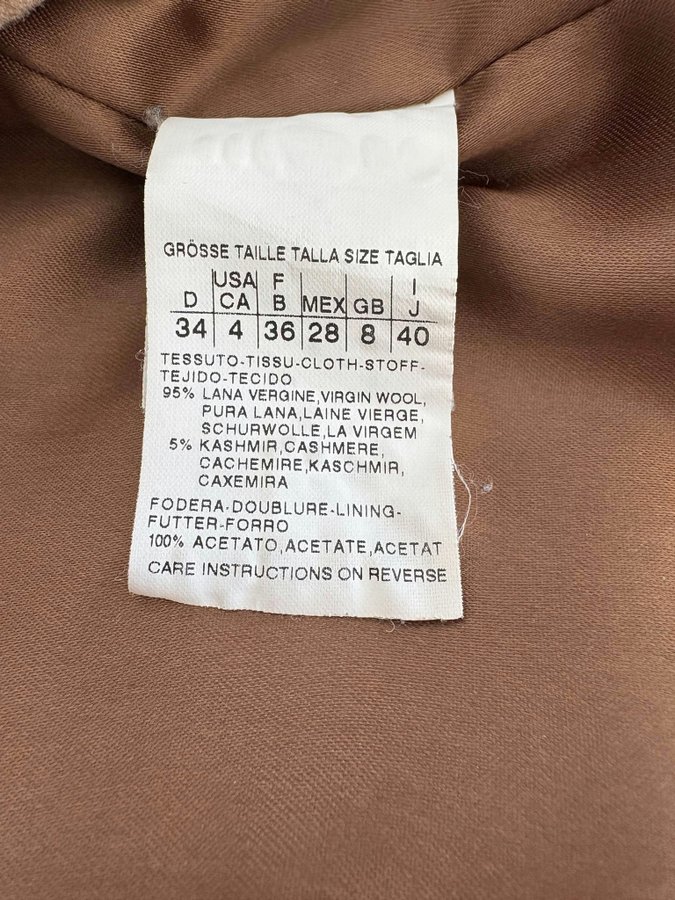 GRÖSSE TAILLE TALLA SIZE TAGLIA
USA F I
D CA B MEX GB J
34 4 36 28 8 40
TESSUTO-TISSU-CLOTH-STOFF-
TEJIDO-TECIDO
95% LANA VERGINE,VIRGIN WOOL,
PURA LANA,LAINE VIERGE,
SCHURWOLLE,LA VIRGEM
5% KASHMIR,CASHMERE,
CACHEMIRE,KASCHMIR,
CAXEMIRA
FODERA-DOUBLURE-LINING-
FUTTER-FORRO
100% ACETATO,ACETATE,ACETAT
CARE INSTRUCTIONS ON REVERSE